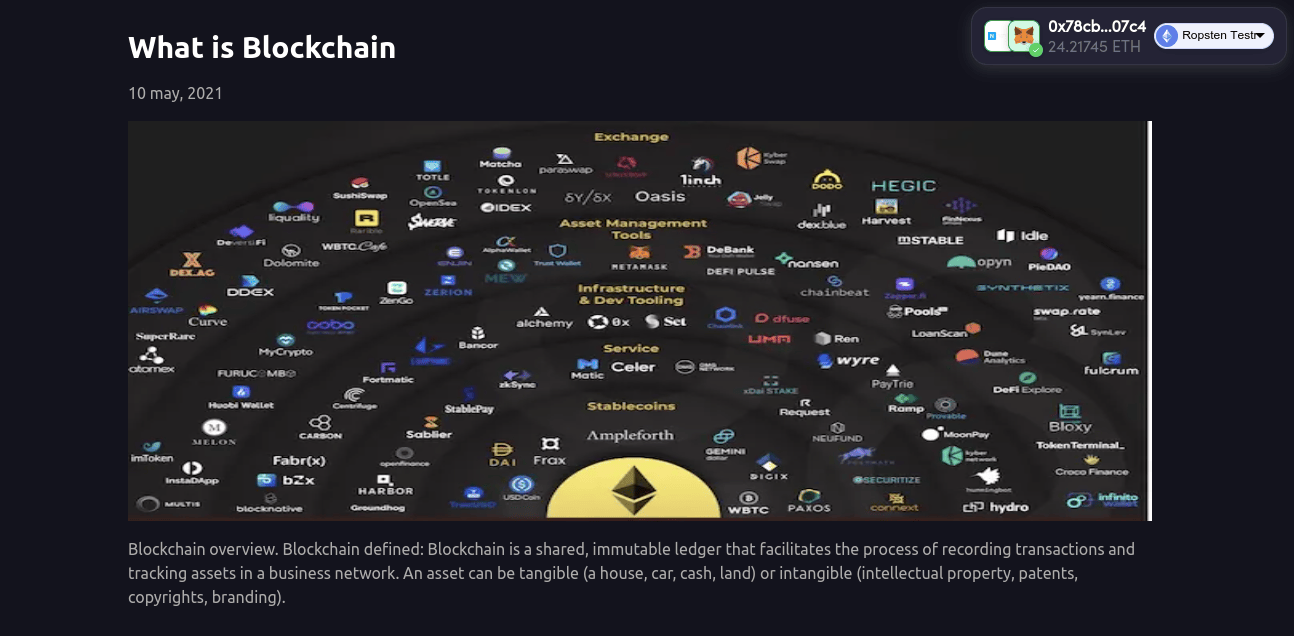 What is Blockchain
0x78cb...07c4
24.21745 ETH
Ropsten Testr
10 may, 2021
Exchange
Matcha
paraswap
1inch
Kyber
Swap
TOTLE
SushiSwap
OpenSea
TOKENLON
DODO
HEGIC
liquality
Rarible
Swerve
IDEX
5Y/5X
Oasis
Jelly
Swap
dex.blue
Harvest
FinNexus
DeversiFi
WBTC.Cafe
Asset Management
Tools
mSTABLE
Idle
DEX.AG
Dolomite
ENJIN
AlphaWallet
Trust Wallet
METAMASK
DeBank
DEFI PULSE
nansen
opyn
PieDAO
DDEX
TOKEN POCKET
ZenGo
ZERION
MEW
chainbeat
Zapper.fi
SYNTHETIX
yearn.finance
AIRSWAP
Curve
Infrastructure
& Dev Tooling
alchemy
0x
Set
Chainlink
dfuse
Pools
swap.rate
SuperRare
MyCrypto
Bancor
UMA
Ren
LoanScan
SynLev
atomex
FURUCOMBO
Fortmatic
zkSync
Service
Matic
Celer
OMG
NETWORK
wyre
Dune
Analytics
fulcrum
Huobi Wallet
Centrifuge
StablePay
xDai STAKE
Request
PayTrie
Ramp
Provable
DeFi Explore
MELON
CARBON
Sablier
Stablecoins
Ampleforth
NEUFUND
MoonPay
Bloxy
imToken
Fabr(x)
openfinance
DAI
Frax
GEMINI
dollar
DIGIX
POLYMATH
kyber
network
TokenTerminal_
InstaDApp
bZx
HARBOR
SECURITIZE
hummingbot
Croco Finance
MULTIS
blocknative
Groundhog
TrueUSD
USDCoin
WBTC
PAXOS
connext
hydro
infinito
wallet
Blockchain overview. Blockchain defined: Blockchain is a shared, immutable ledger that facilitates the process of recording transactions and
tracking assets in a business network. An asset can be tangible (a house, car, cash, land) or intangible (intellectual property, patents,
copyrights, branding).